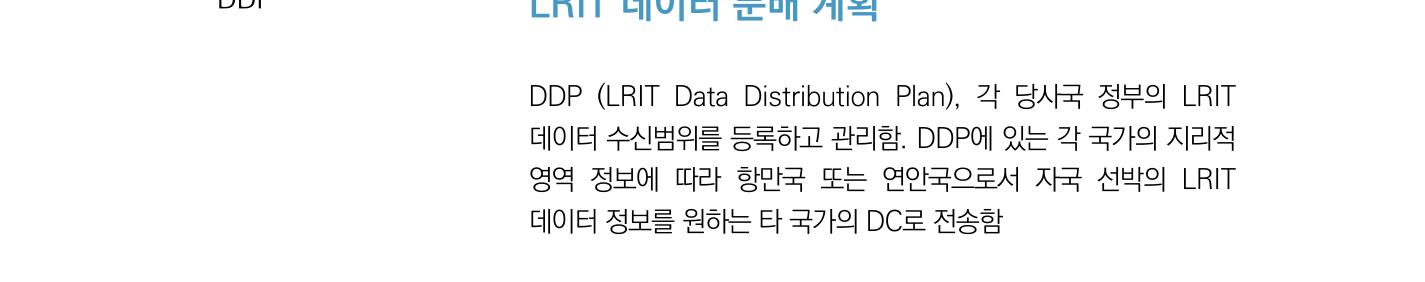 DDP
LRIT 데이터 분배 계획
DDP (LRIT Data Distribution Plan), 각 당사국 정부의 LRIT
데이터 수신범위를 등록하고 관리함. DDP에 있는 각 국가의 지리적
영역 정보에 따라 항만국 또는 연안국으로서 자국 선박의 LRIT
데이터 정보를 원하는 타 국가의 DC로 전송함